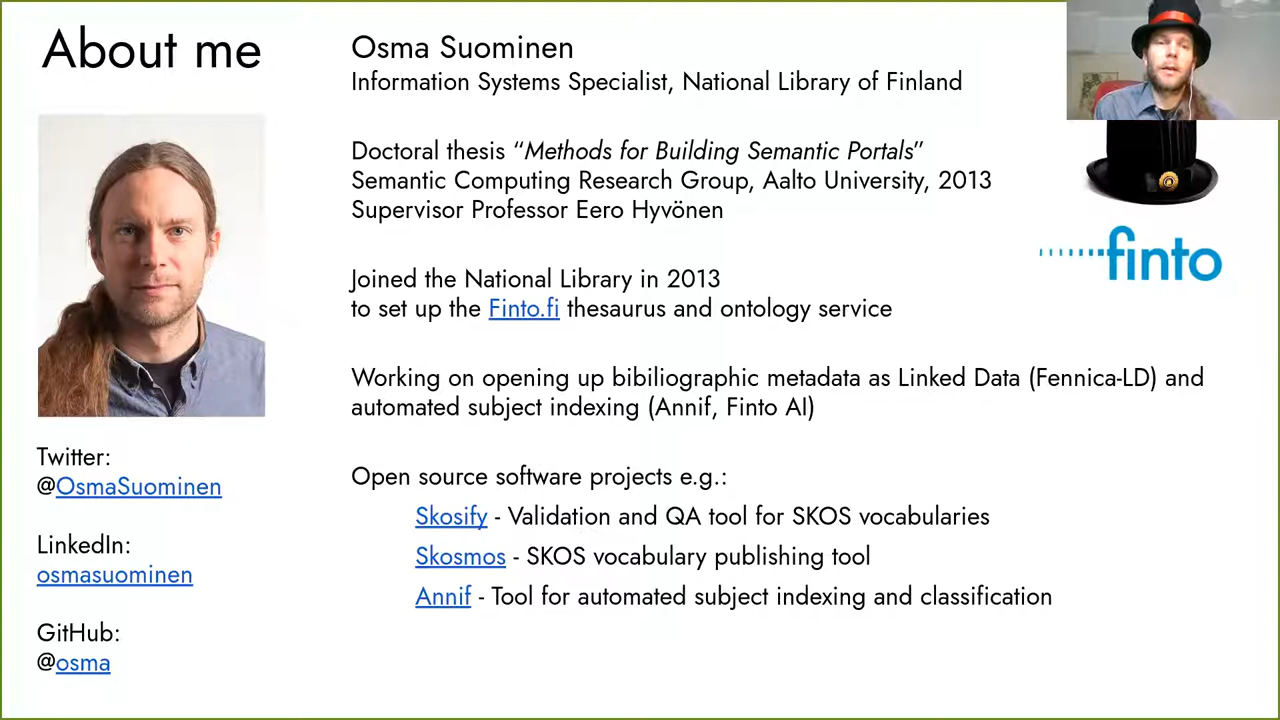 About me
Osma Suominen
Information Systems Specialist, National Library of Finland
Doctoral thesis “Methods for Building Semantic Portals”
Semantic Computing Research Group, Aalto University, 2013
Supervisor Professor Eero Hyvönen
Joined the National Library in 2013
to set up the Finto.fi thesaurus and ontology service
Working on opening up bibiliographic metadata as Linked Data (Fennica-LD) and
automated subject indexing (Annif, Finto AI)
Open source software projects e.g.:
Skosify - Validation and QA tool for SKOS vocabularies
Skosmos - SKOS vocabulary publishing tool
Annif - Tool for automated subject indexing and classification
Twitter:
@OsmaSuominen
LinkedIn:
osmasuominen
GitHub:
@osma
finto